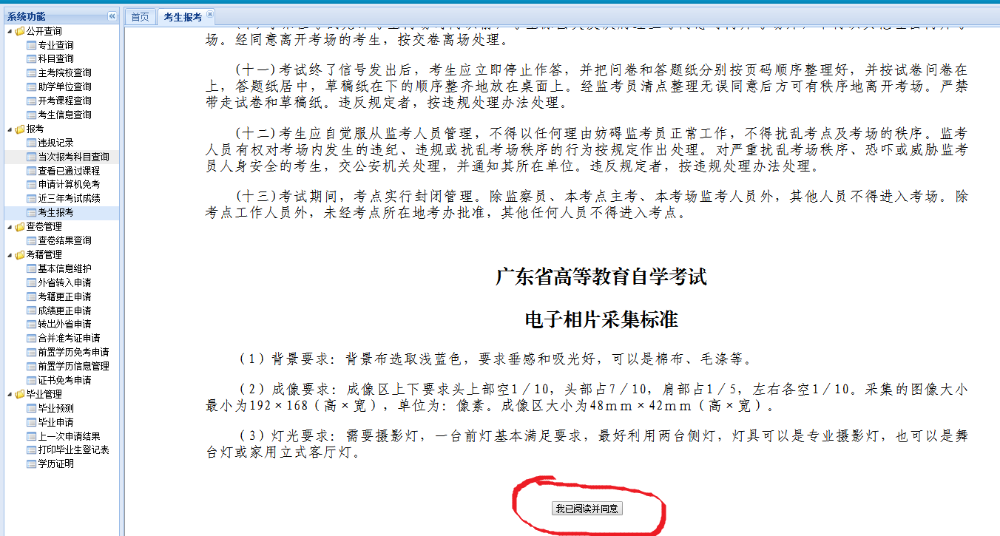 系统功能
首页
考生报考
公开查询
专业查询
科目查询
主考院校查询
助学单位查询
开考课程查询
考生信息查询
报考
违规记录
当次报考科目查询
查看已通过课程
申请计算机免考
近三年考试成绩
考生报考
查卷管理
查卷结果查询
考籍管理
基本信息维护
外省转入申请
考籍更正申请
成绩更正申请
转出外省申请
合并准考证申请
前置学历免考申请
前置学历信息管理
证书免考申请
毕业管理
毕业预测
毕业申请
上一次申请结果
打印毕业生登记表
学历证明
场。经同意离开考场的考生，按交卷离场处理。
(十一)考试终了信号发出后，考生应立即停止作答，并把问卷和答题纸分别按页码顺序整理好，并按试卷问卷在
上，答题纸居中，草稿纸在下的顺序整齐地放在桌面上。经监考员清点整理无误同意后方可有秩序地离开考场。严禁
带走试卷和草稿纸。违反规定者，按违规处理办法处理。
(十二)考生应自觉服从监考人员管理，不得以任何理由妨碍监考员正常工作，不得扰乱考点及考场的秩序。监考
人员有权对考场内发生的违纪、违规或扰乱考场秩序的行为按规定作出处理。对严重扰乱考场秩序、恐吓或威胁监考
员人身安全的考生，交公安机关处理，并通知其所在单位。违反规定者，按违规处理办法处理。
(十三)考试期间，考点实行封闭管理。除监察员、本考点主考、本考场监考人员外，其他人员不得进入考场。除
考点工作人员外，未经考点所在地考办批准，其他任何人员不得进入考点。
广东省高等教育自学考试
电子相片采集标准
（1）背景要求：背景布选取浅蓝色，要求垂感和吸光好，可以是棉布、毛涤等。
（2）成像要求：成像区上下要求头上部空1／10，头部占7／10，肩部占1／5，左右各空1／10。采集的图像大小
最小为192×168（高×宽），单位为：像素。成像区大小为48mm×42mm（高×宽）。
（3）灯光要求：需要摄影灯，一台前灯基本满足要求，最好利用两台侧灯，灯具可以是专业摄影灯，也可以是舞
台灯或家用立式客厅灯。
我已阅读并同意